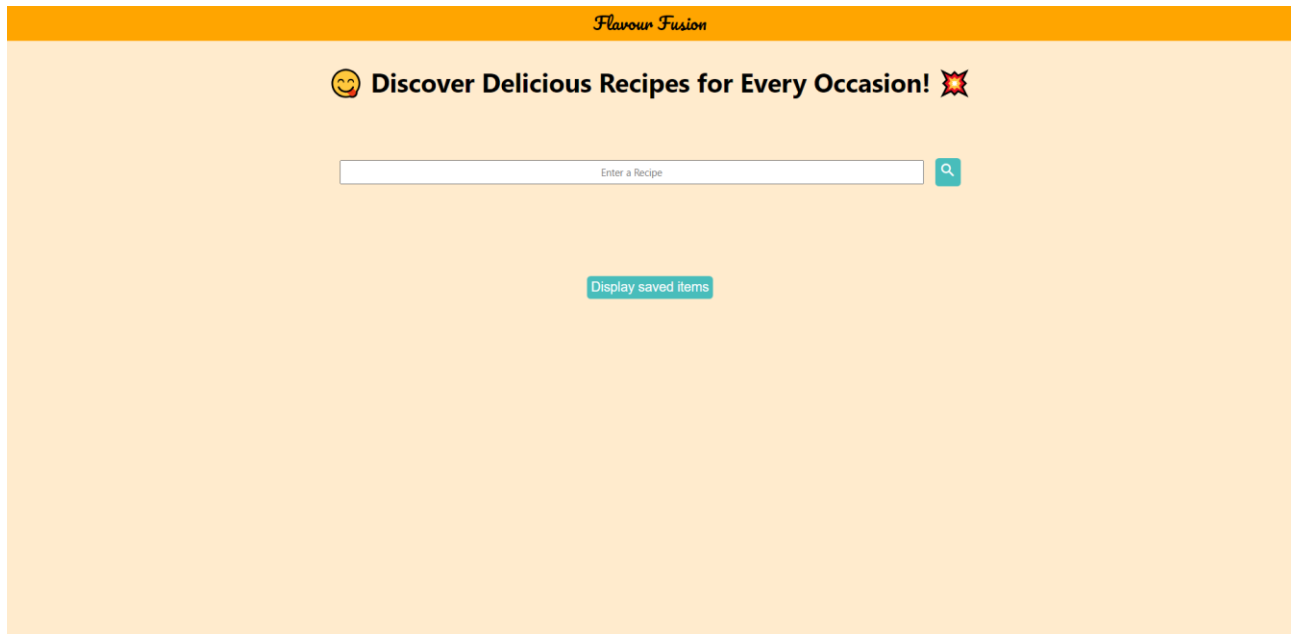 Flavour Fusion
😋 Discover Delicious Recipes for Every Occasion! 💥
Enter a Recipe
Display saved items